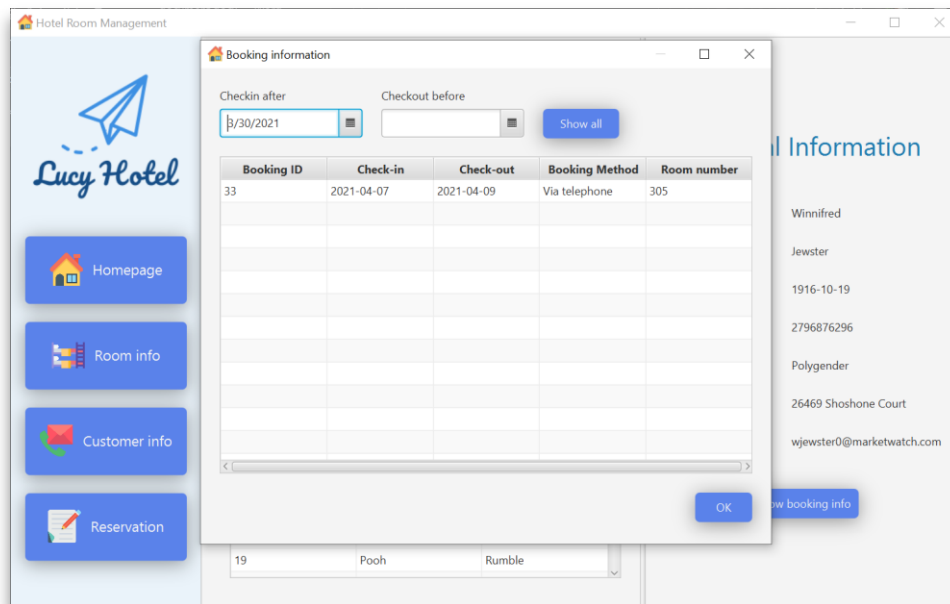 Hotel Room Management
Booking information
Checkin after
Checkout before
3/30/2021
Show all
Booking ID Check-in Check-out Booking Method Room number
33 2021-04-07 2021-04-09 Via telephone 305
OK
Lucy Hotel
Homepage
Room info
Customer info
Reservation
Information
Winnifred
Jewster
1916-10-19
2796876296
Polygender
26469 Shoshone Court
wjewster0@marketwatch.com
booking info
19 Pooh Rumble